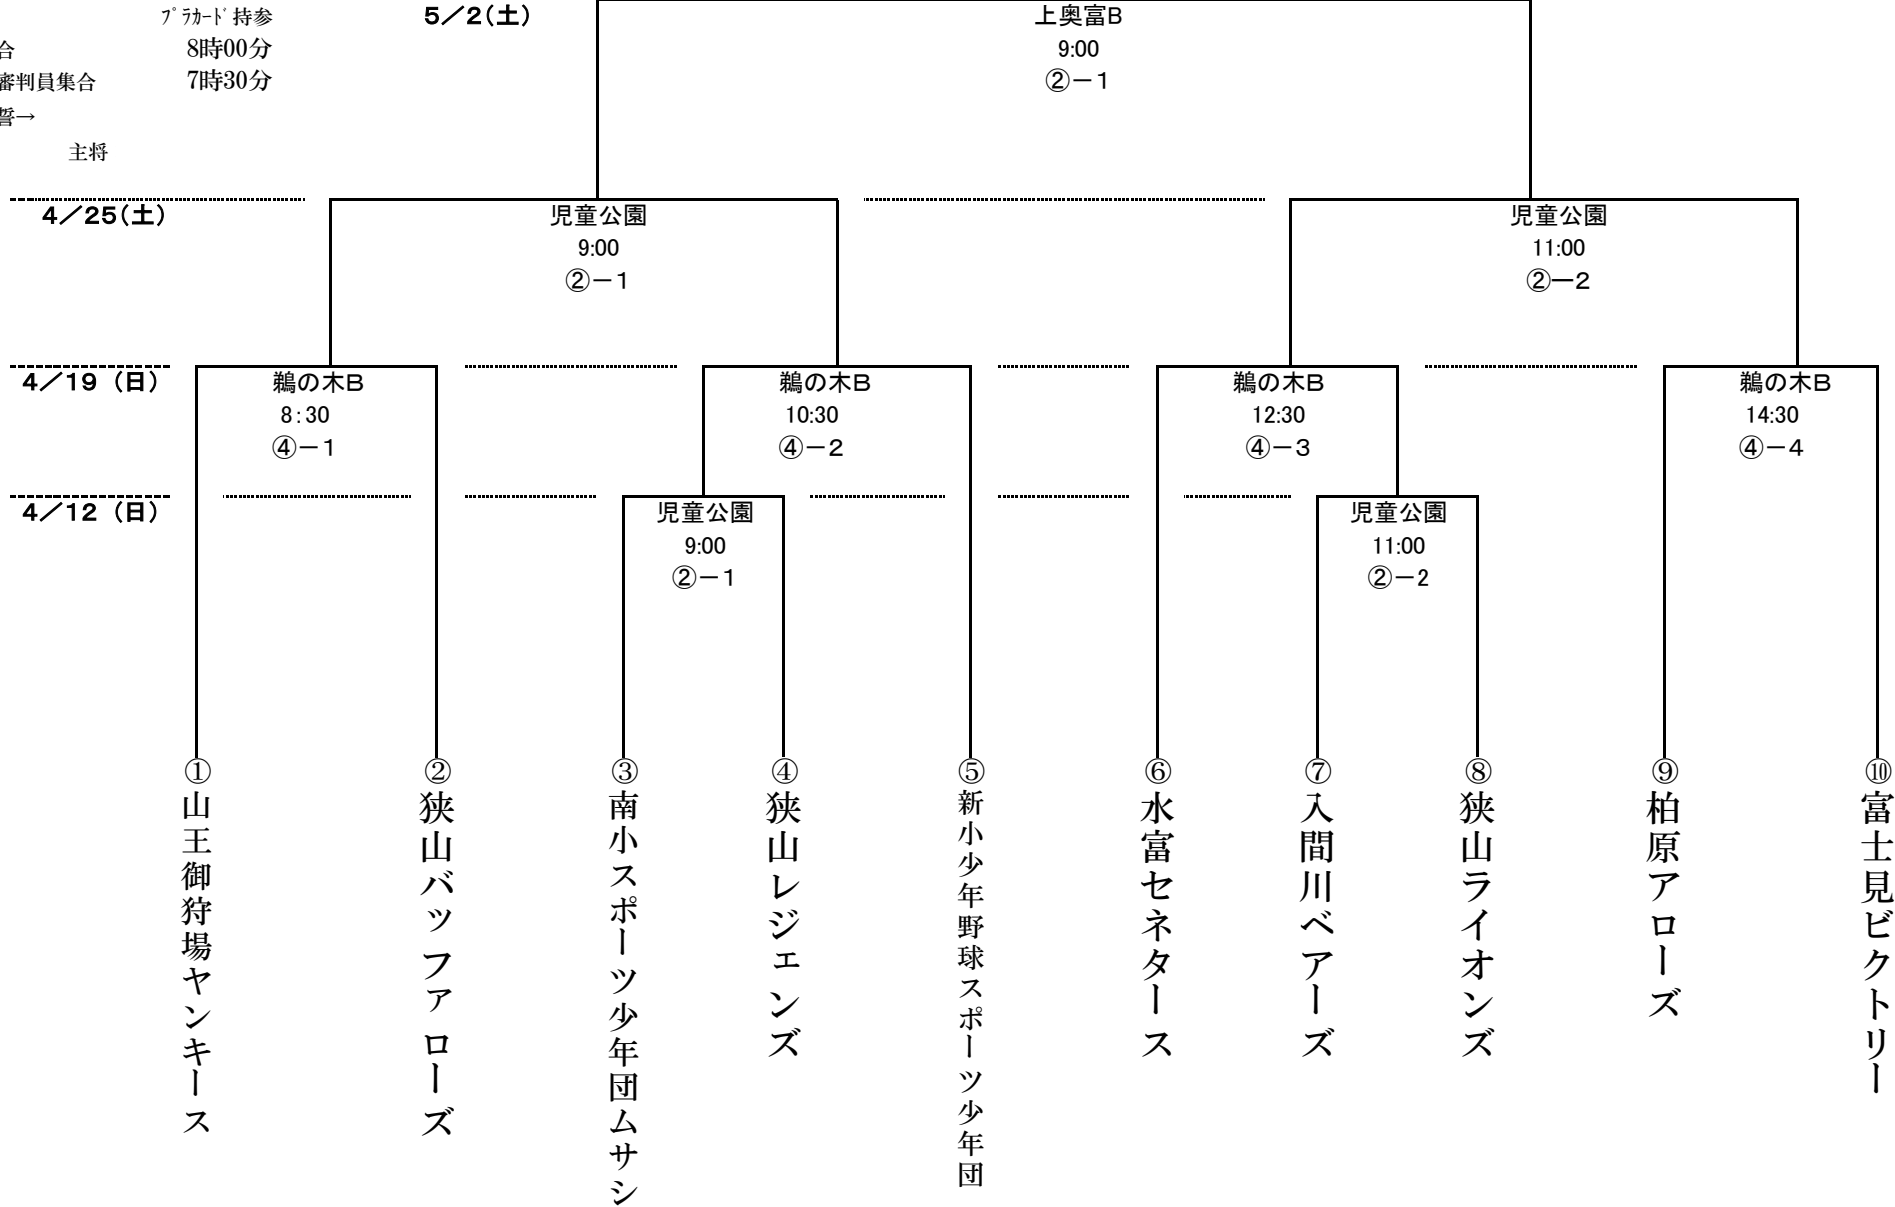 ﾌﾟﾗｶｰﾄﾞ持参
5／2（土）
上奥富B
合
8時00分
9:00
審判員集合
7時30分
②－1
誓→
主将
4／25（土）
児童公園
9:00
②－1
児童公園
11:00
②ー2
4／19（日）
鵜の木B
8：30
④－1
鵜の木B
10:30
④－2
鵜の木B
12:30
④－3
鵜の木B
14:30
④－4
4／12（日）
児童公園
9:00
②－1
児童公園
11:00
②－2
①山王御狩場ヤンキース
②狭山バッファローズ
③南小スポーツ少年団ムサシ
④狭山レジェンズ
⑤新小少年野球スポーツ少年団
⑥水富セネタース
⑦入間川ベアーズ
⑧狭山ライオンズ
⑨柏原アローズ
⑩富士見ビクトリー